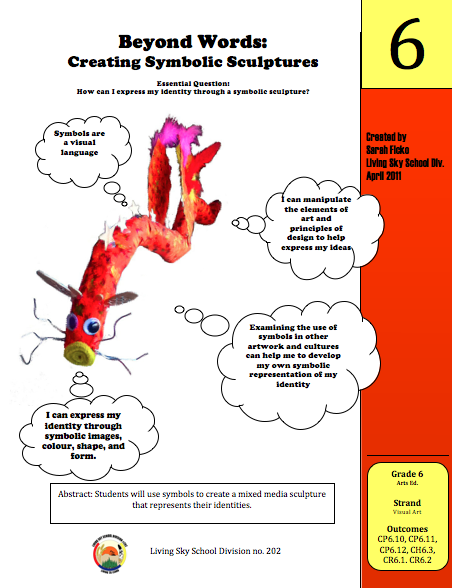 Beyond Words:
Creating Symbolic Sculptures
Essential Question:
How can I express my identity through a symbolic sculpture?
6
Created by
Sarah Ficko
Living Sky School Div.
April 2011
Symbols are
a visual
language
I can manipulate
the elements of
art and
principles of
design to help
express my ideas
Examining the use of
symbols in other
artwork and cultures
can help me to develop
my own symbolic
representation of my
identity
I can express my
identity through
symbolic images,
colour, shape, and
form.
Abstract: Students will use symbols to create a mixed media sculpture
that represents their identities.
Living Sky School Division no. 202
Grade 6
Arts Ed.
Strand
Visual Art
Outcomes
CP6.10, CP6.11,
CP6.12, CH6.3,
CR6.1. CR6.2